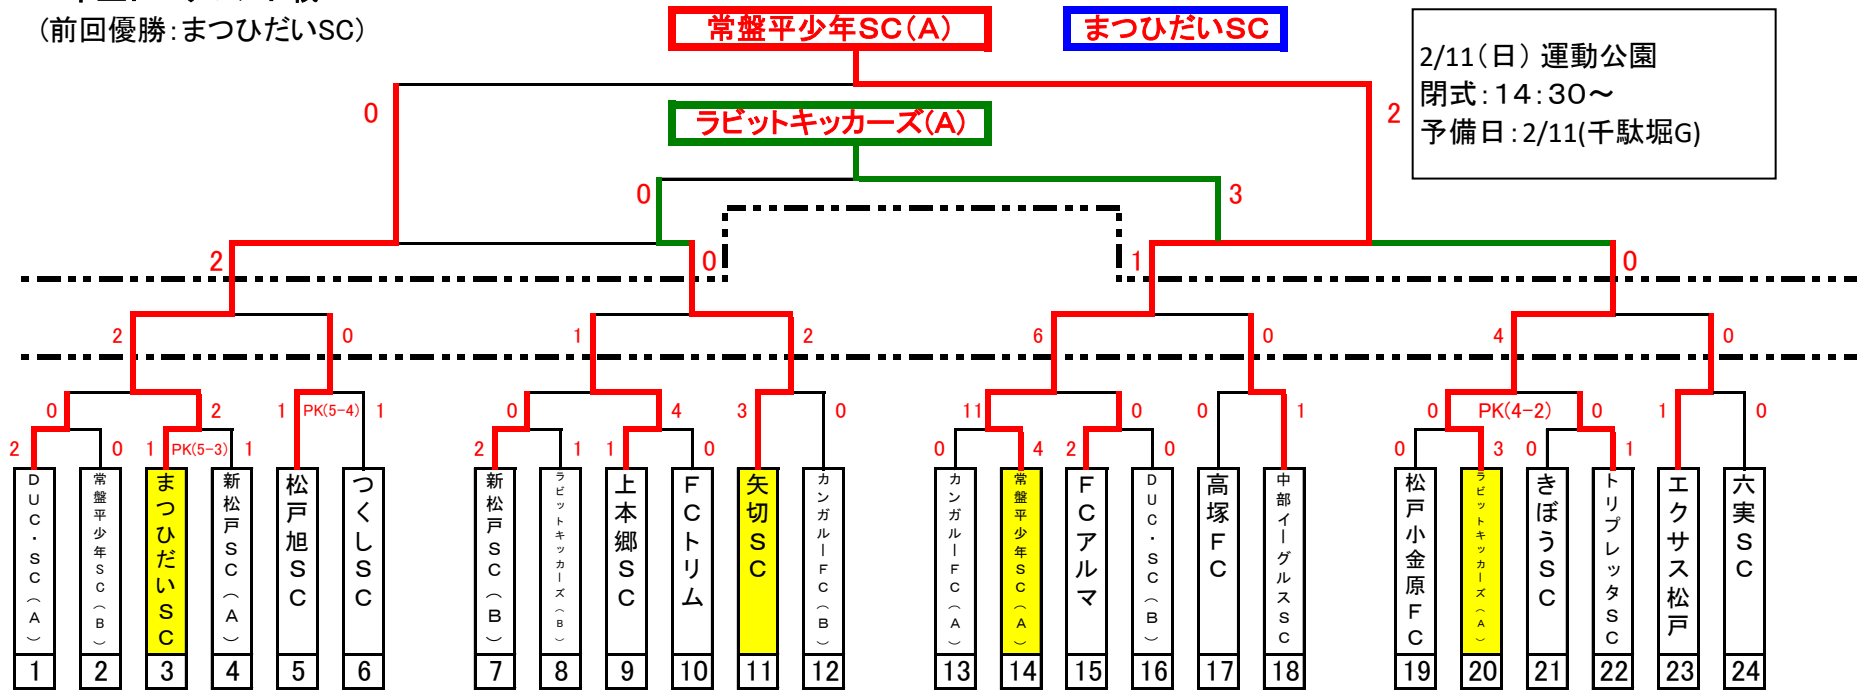 (前回優勝：まつひだいSC)
常盤平少年SC(A)
まつひだいSC
2/11(日) 運動公園
閉式：14：30～
予備日：2/11(千駄堀G)
ラビットキッカーズ(A)
0 2
0 3
2 0 1 0
2 0 1 2 6 0 4 0
0 2 1 PK(5-4) 1 0 4 3 0 11 0 0 1 0 PK(4-2) 0 1 0
2 0 1 PK(5-3) 1 2 1 1 0 0 4 2 0 0 3 0 1
DUC・SC(A)
常盤平少年SC(B)
まつひだいSC
新松戸SC(A)
松戸旭SC
つくしSC
新松戸SC(B)
ラビットキッカーズ(B)
上本郷SC
FCトリム
矢切SC
カンガルーFC(B)
カンガルーFC(A)
常盤平少年SC(A)
FCアルマ
DUC・SC(B)
高塚FC
中部イーグルスSC
松戸小金原FC
ラビットキッカーズ(A)
きぼうSC
トリプレッタSC
エクサス松戸
六実SC
1 2 3 4 5 6 7 8 9 10 11 12 13 14 15 16 17 18 19 20 21 22 23 24